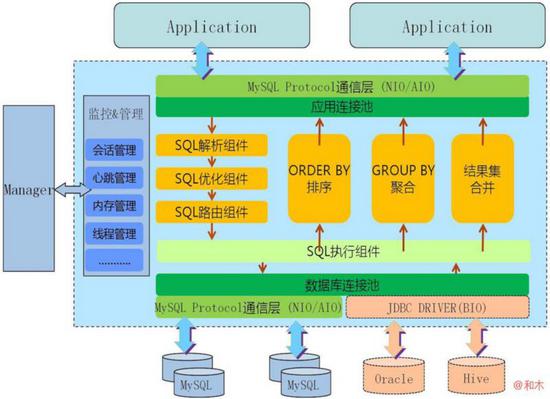 Application
Application
MySQL Protocol通信层 (NIO/AIO)
应用连接池
监控&管理
会话管理
心跳管理
内存管理
线程管理
...........
Manager
SQL解析组件
SQL优化组件
SQL路由组件
ORDER BY
排序
GROUP BY
聚合
结果集
合并
SQL执行组件
数据库连接池
MySQL Protocol通信层 (NIO/AIO)
JDBC DRIVER(BIO)
MySQL
MySQL
Oracle
Hive
@和木